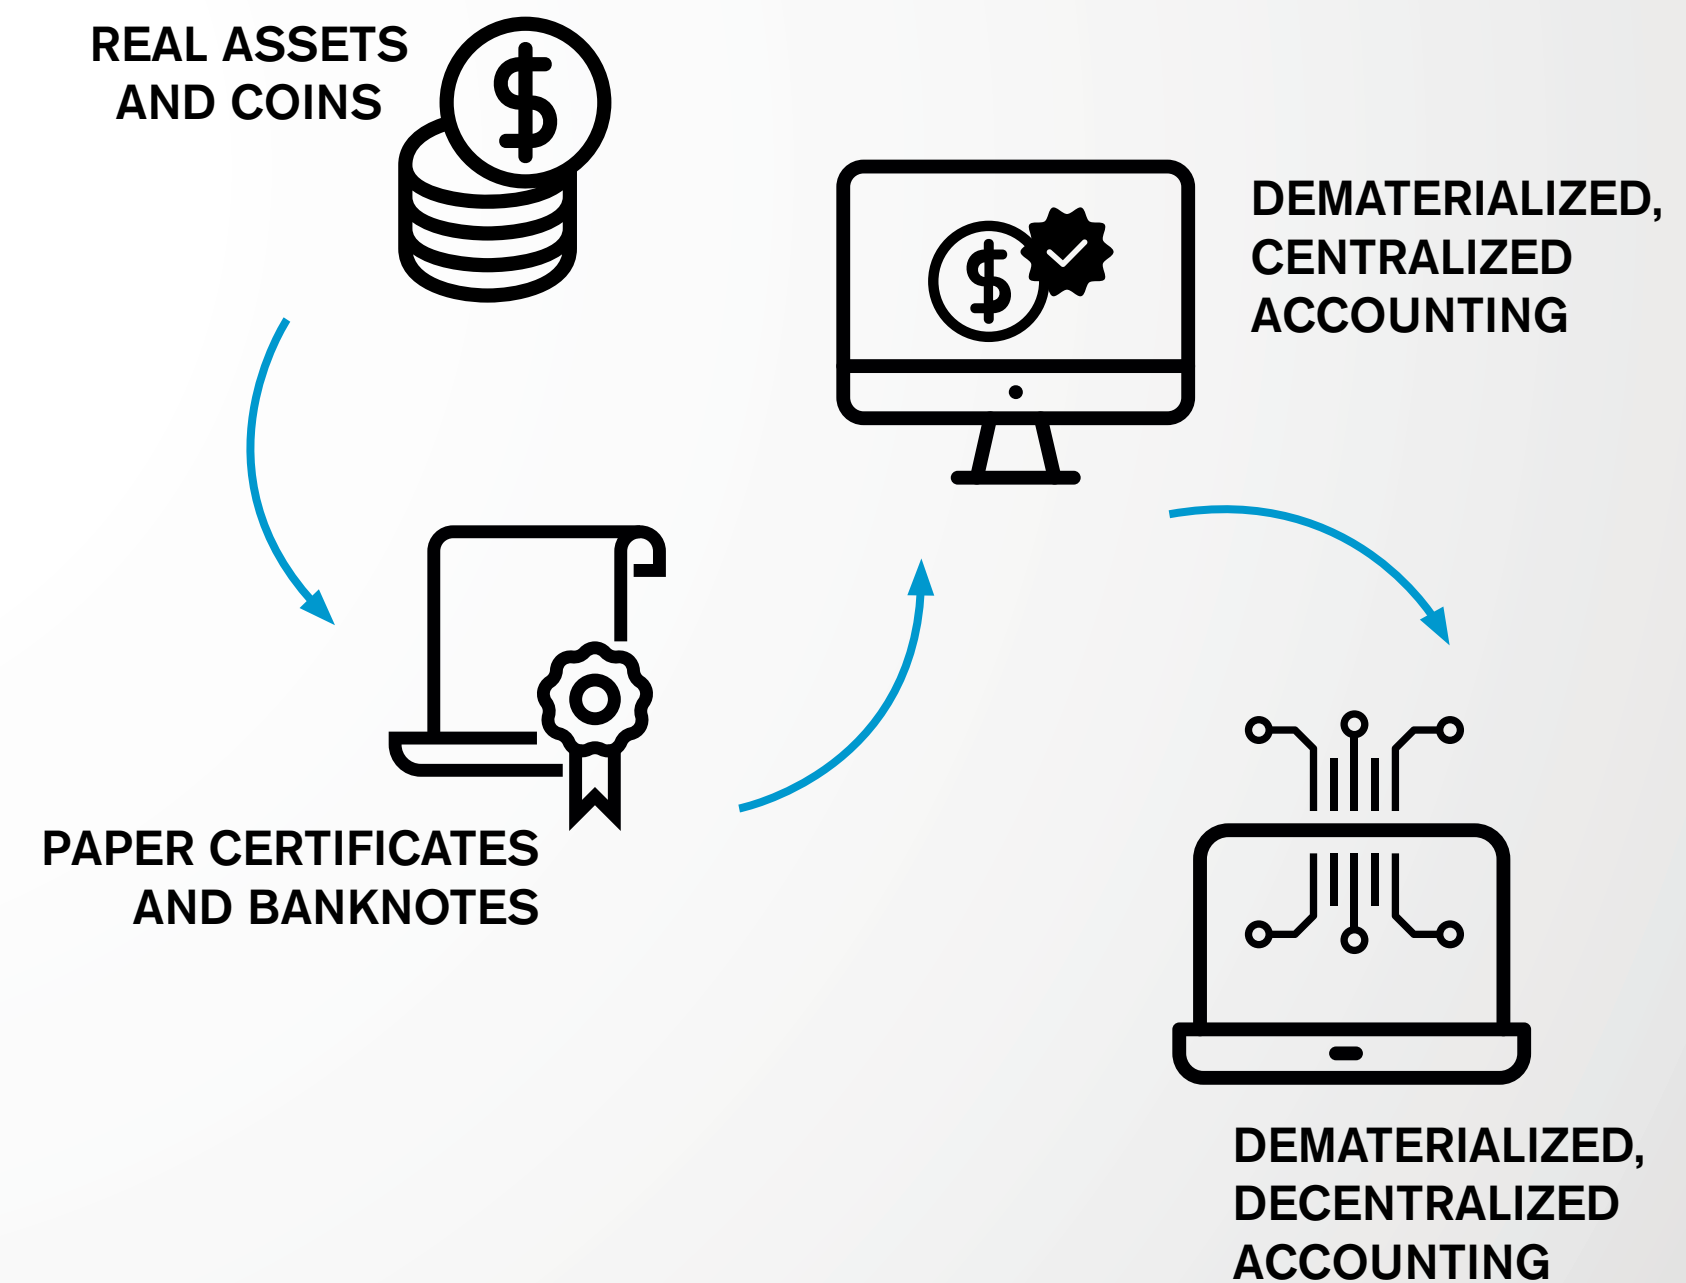 REAL ASSETS
AND COINS
PAPER CERTIFICATES
AND BANKNOTES
DEMATERIALIZED,
CENTRALIZED
ACCOUNTING
DEMATERIALIZED,
DECENTRALIZED
ACCOUNTING